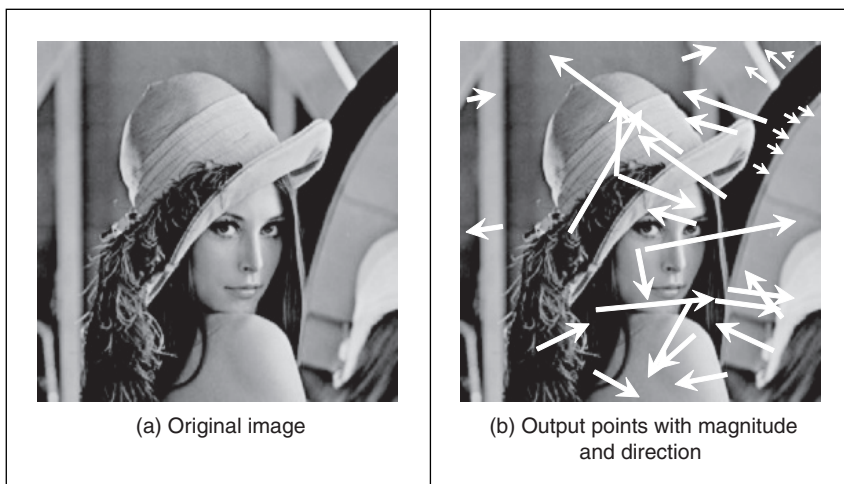 (a) Original image
(b) Output points with magnitude
and direction